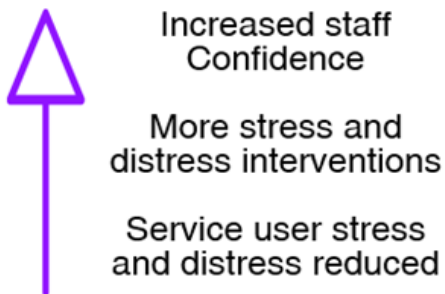 Increased staff
Confidence
More stress and
distress interventions
Service user stress
and distress reduced